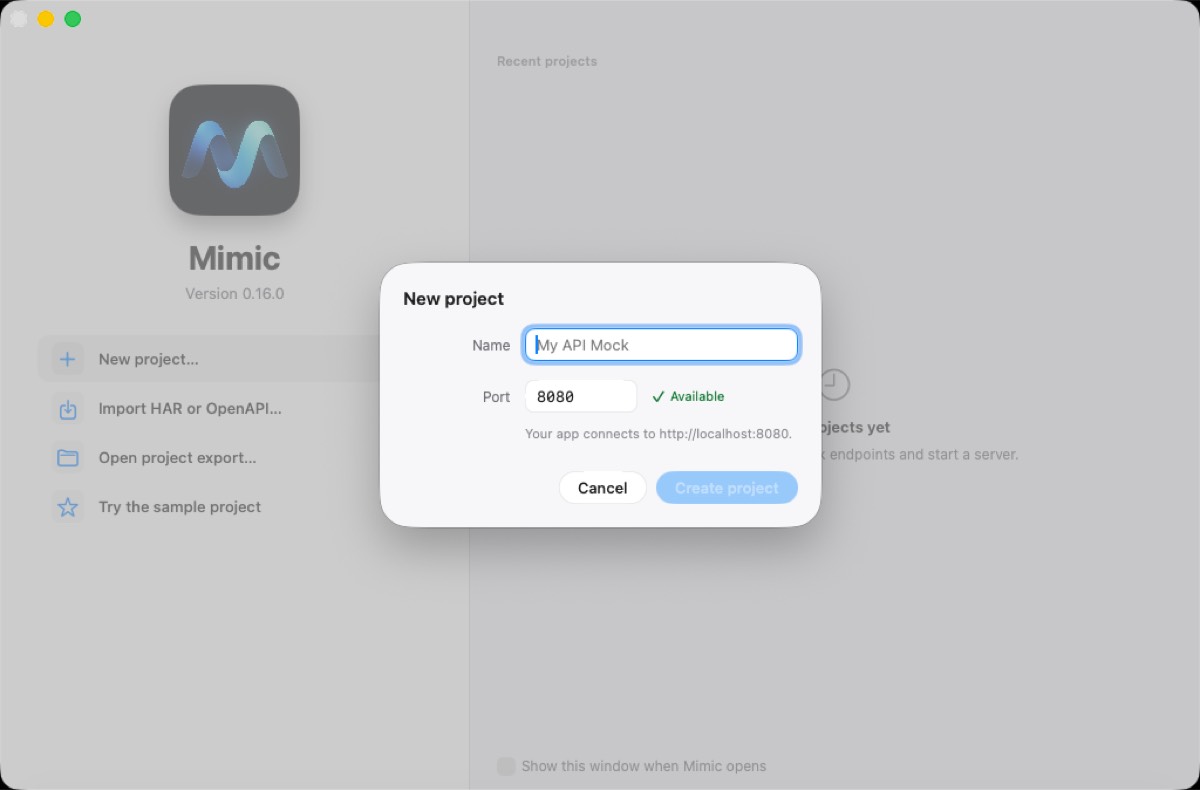 Recent projects
Mimic
Version 0.16.0
New project...
Import HAR or OpenAPI...
Open project export...
Try the sample project
New project
Name
My API Mock
Port
8080
Available
Your app connects to http://localhost:8080.
Cancel
Create project
yet
endpoints and start a server.
Show this window when Mimic opens